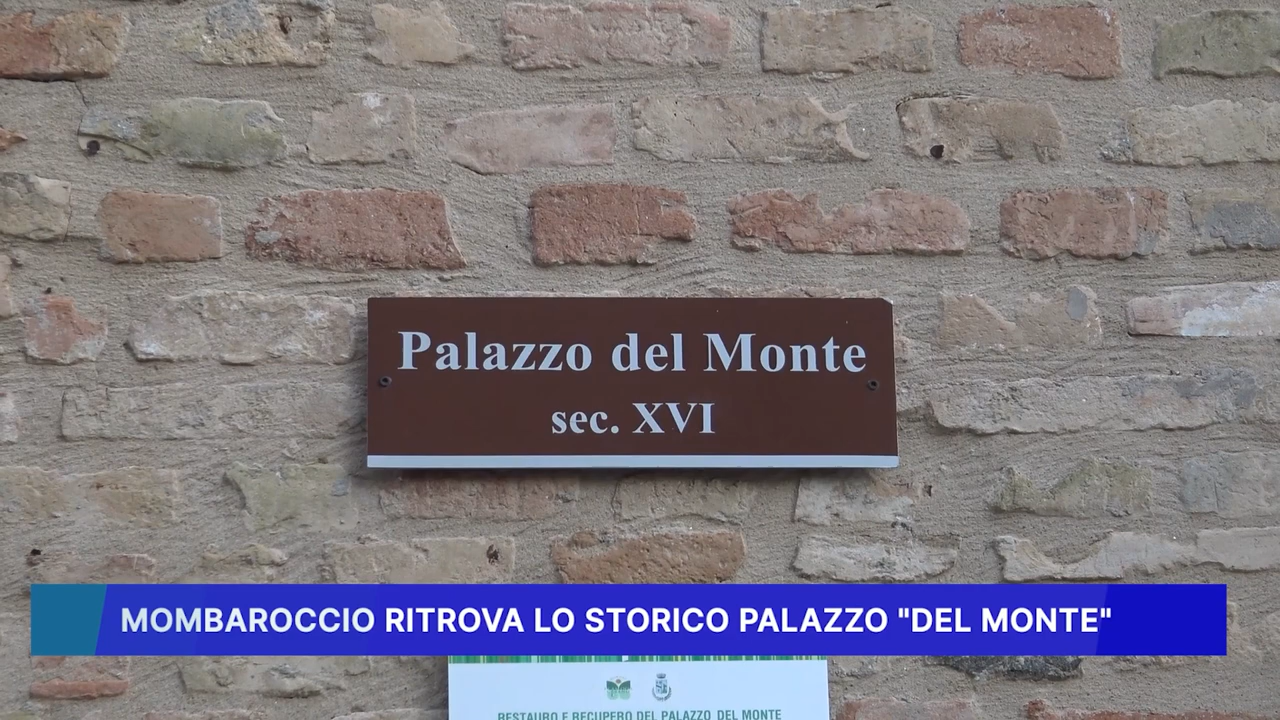 Palazzo del Monte
sec. XVI
MOMBAROCCIO RITROVA LO STORICO PALAZZO "DEL MONTE"
RESTAURO E RECUPERO DEL PALAZZO DEL MONTE